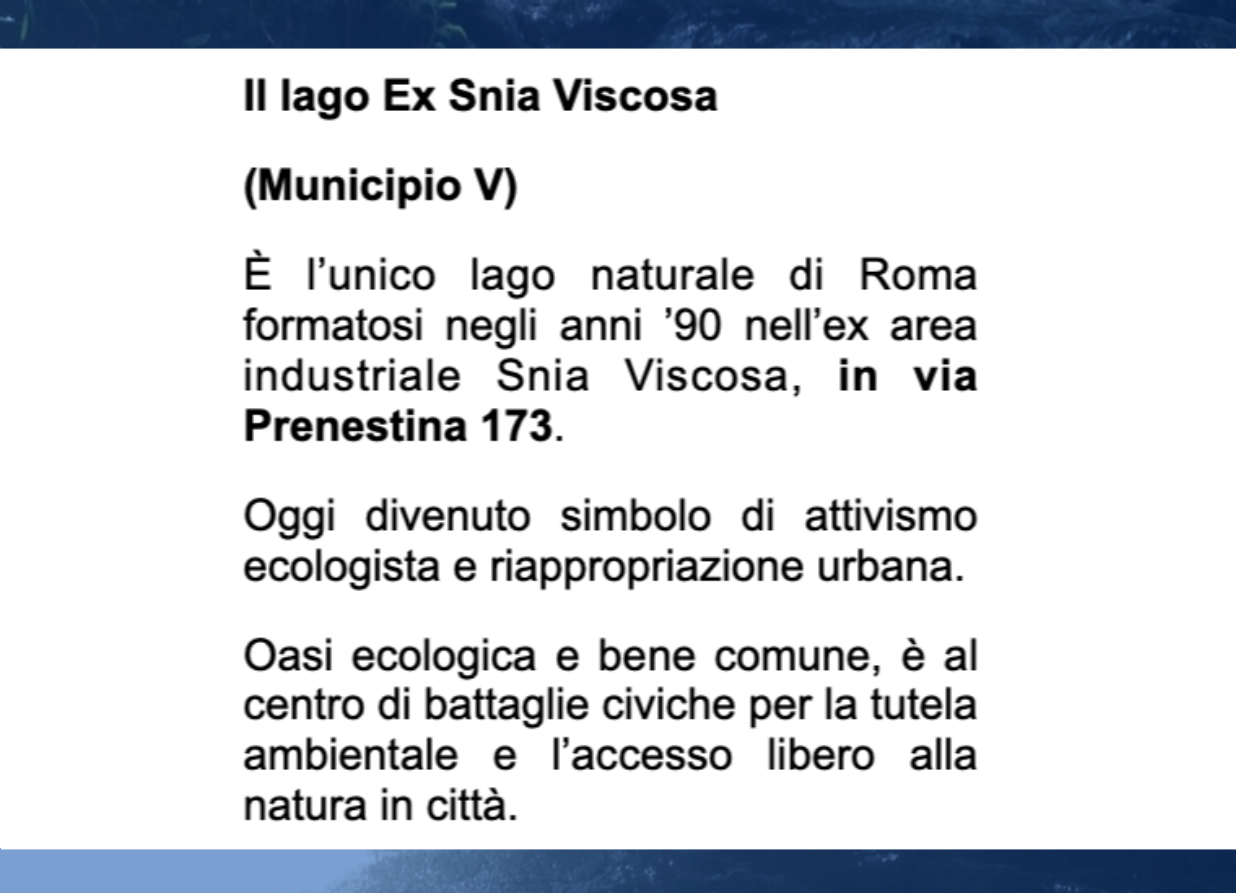 Il lago Ex Snia Viscosa
(Municipio V)
È l’unico lago naturale di Roma
formatosi negli anni ’90 nell’ex area
industriale Snia Viscosa, in via
Prenestina 173.
Oggi divenuto simbolo di attivismo
ecologista e riappropriazione urbana.
Oasi ecologica e bene comune, è al
centro di battaglie civiche per la tutela
ambientale e l’accesso libero alla
natura in città.